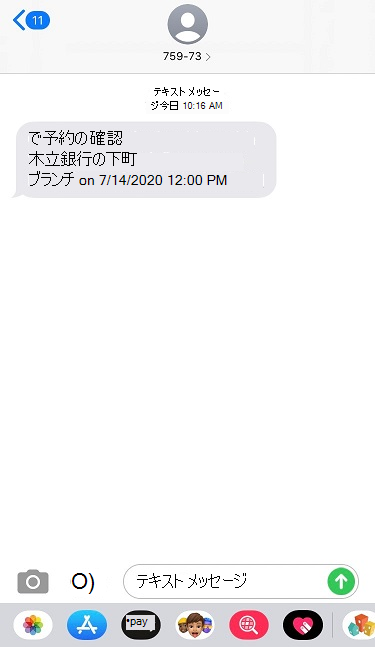 11
759-73 >
テキスト メッセー
ジ今日 10:16 AM
で予約の確認
木立銀行の下町
ブランチ on 7/14/2020 12:00 PM
O)
テキスト メッセージ
•pay